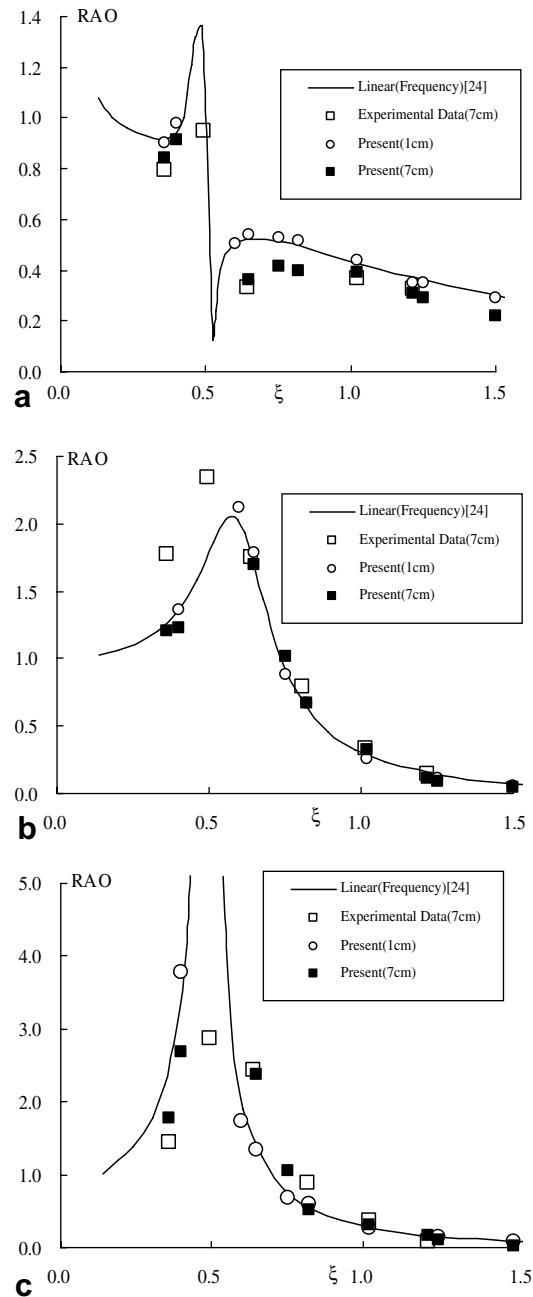 RAO
1.4
1.2
1.0
0.8
0.6
0.4
0.2
0.0
Linear(Frequency)[24]
Experimental Data(7cm)
Present(1cm)
Present(7cm)
0.0 0.5 ξ 1.0 1.5
a
RAO
2.5
2.0
1.5
1.0
0.5
0.0
Linear(Frequency)[24]
Experimental Data(7cm)
Present(1cm)
Present(7cm)
0.0 0.5 ξ 1.0 1.5
b
RAO
5.0
4.0
3.0
2.0
1.0
0.0
Linear(Frequency)[24]
Experimental Data(7cm)
Present(1cm)
Present(7cm)
0.0 0.5 ξ 1.0 1.5
c